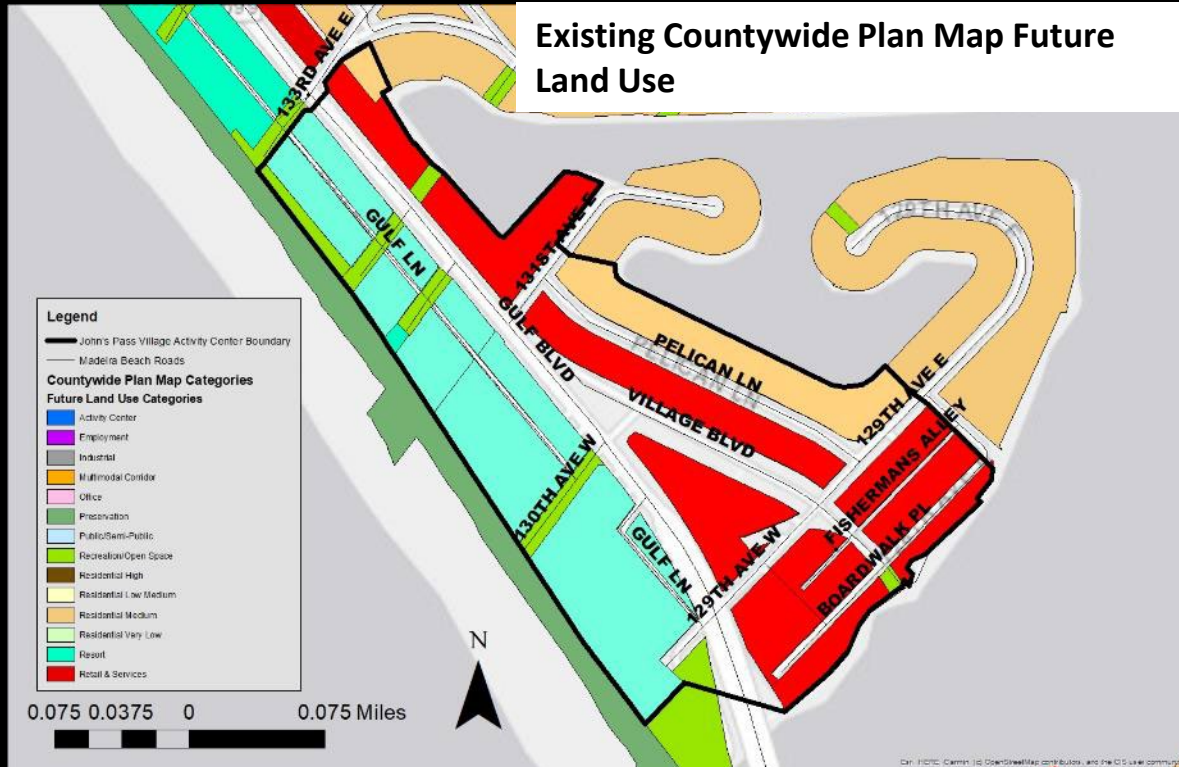 Existing Countywide Plan Map Future
Land Use
133RD AVE E
GULF LN
131ST AVE E
129TH AVE E
GULF BLVD
PELICAN LN
PELICAN LN
VILLAGE BLVD
129TH AVE E
FISHERMANS ALLEY
130TH AVE W
GULF LN
129TH AVE W
BOARDWALK PL
Legend
John's Pass Village Activity Center Boundary
Madeira Beach Roads
Countywide Plan Map Categories
Future Land Use Categories
Activity Center
Employment
Industrial
Multimodal Corridor
Office
Preservation
Public/Semi-Public
Recreation/Open Space
Residential High
Residential Low Medium
Residential Medium
Residential Very Low
Resort
Retail & Services
N
0.075 0.0375 0 0.075 Miles